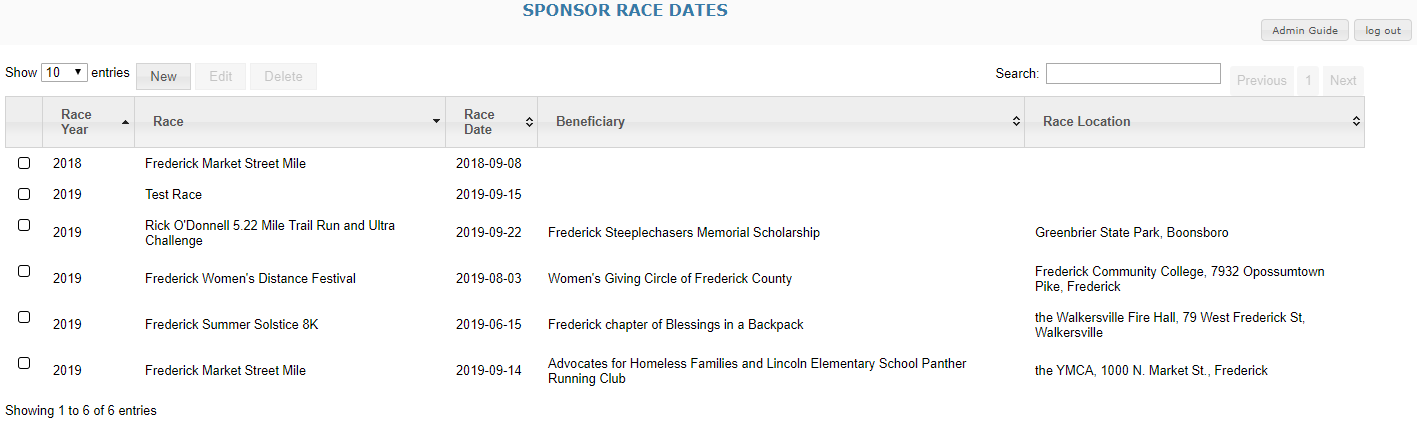 SPONSOR RACE DATES
Admin Guide log out
Show 10 entries New Edit Delete Search: Previous 1 Next
Race Year Race Race Date Beneficiary Race Location
2018 Frederick Market Street Mile 2018-09-08
2019 Test Race 2019-09-15
2019 Rick O'Donnell 5.22 Mile Trail Run and Ultra Challenge 2019-09-22 Frederick Steeplechasers Memorial Scholarship Greenbrier State Park, Boonsboro
2019 Frederick Women's Distance Festival 2019-08-03 Women's Giving Circle of Frederick County Frederick Community College, 7932 Opossumtown Pike, Frederick
2019 Frederick Summer Solstice 8K 2019-06-15 Frederick chapter of Blessings in a Backpack the Walkersville Fire Hall, 79 West Frederick St, Walkersville
2019 Frederick Market Street Mile 2019-09-14 Advocates for Homeless Families and Lincoln Elementary School Panther Running Club the YMCA, 1000 N. Market St., Frederick
Showing 1 to 6 of 6 entries